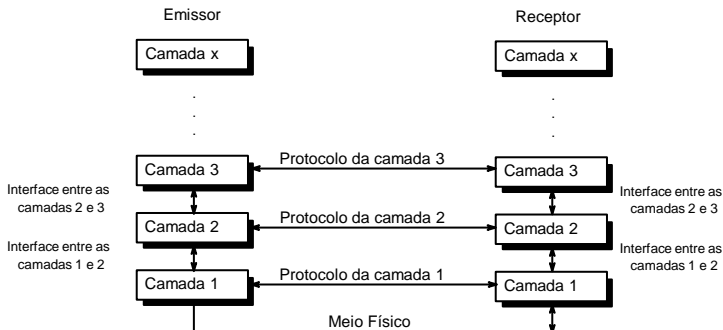 Emissor
Receptor
Camada x
Camada x
Camada 3
Protocolo da camada 3
Camada 3
Interface entre as
camadas 2 e 3
Interface entre as
camadas 2 e 3
Camada 2
Protocolo da camada 2
Camada 2
Interface entre as
camadas 1 e 2
Interface entre as
camadas 1 e 2
Camada 1
Protocolo da camada 1
Camada 1
Meio Físico